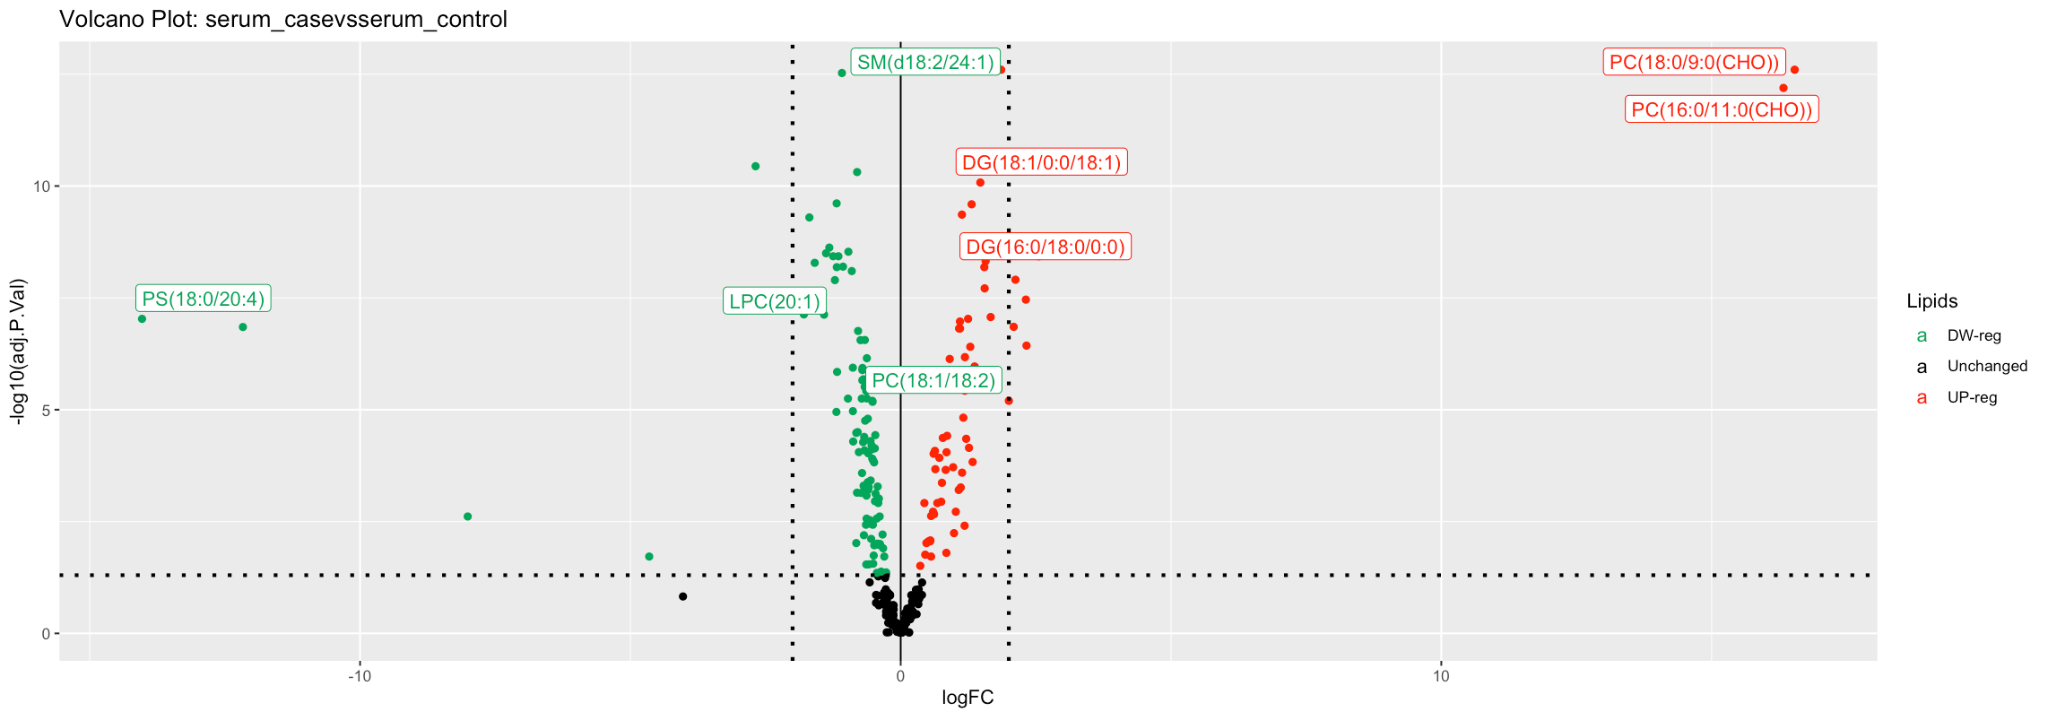 Volcano Plot: serum_casevsserum_control
SM(d18:2/24:1)
PC(18:0/9:0(CHO))
PC(16:0/11:0(CHO))
DG(18:1/0:0/18:1)
DG(16:0/18:0/0:0)
PS(18:0/20:4)
LPC(20:1)
PC(18:1/18:2)
-log10(adj.P.Val)
10
5
0
-10
0
10
logFC
Lipids
a DW-reg
a Unchanged
a UP-reg